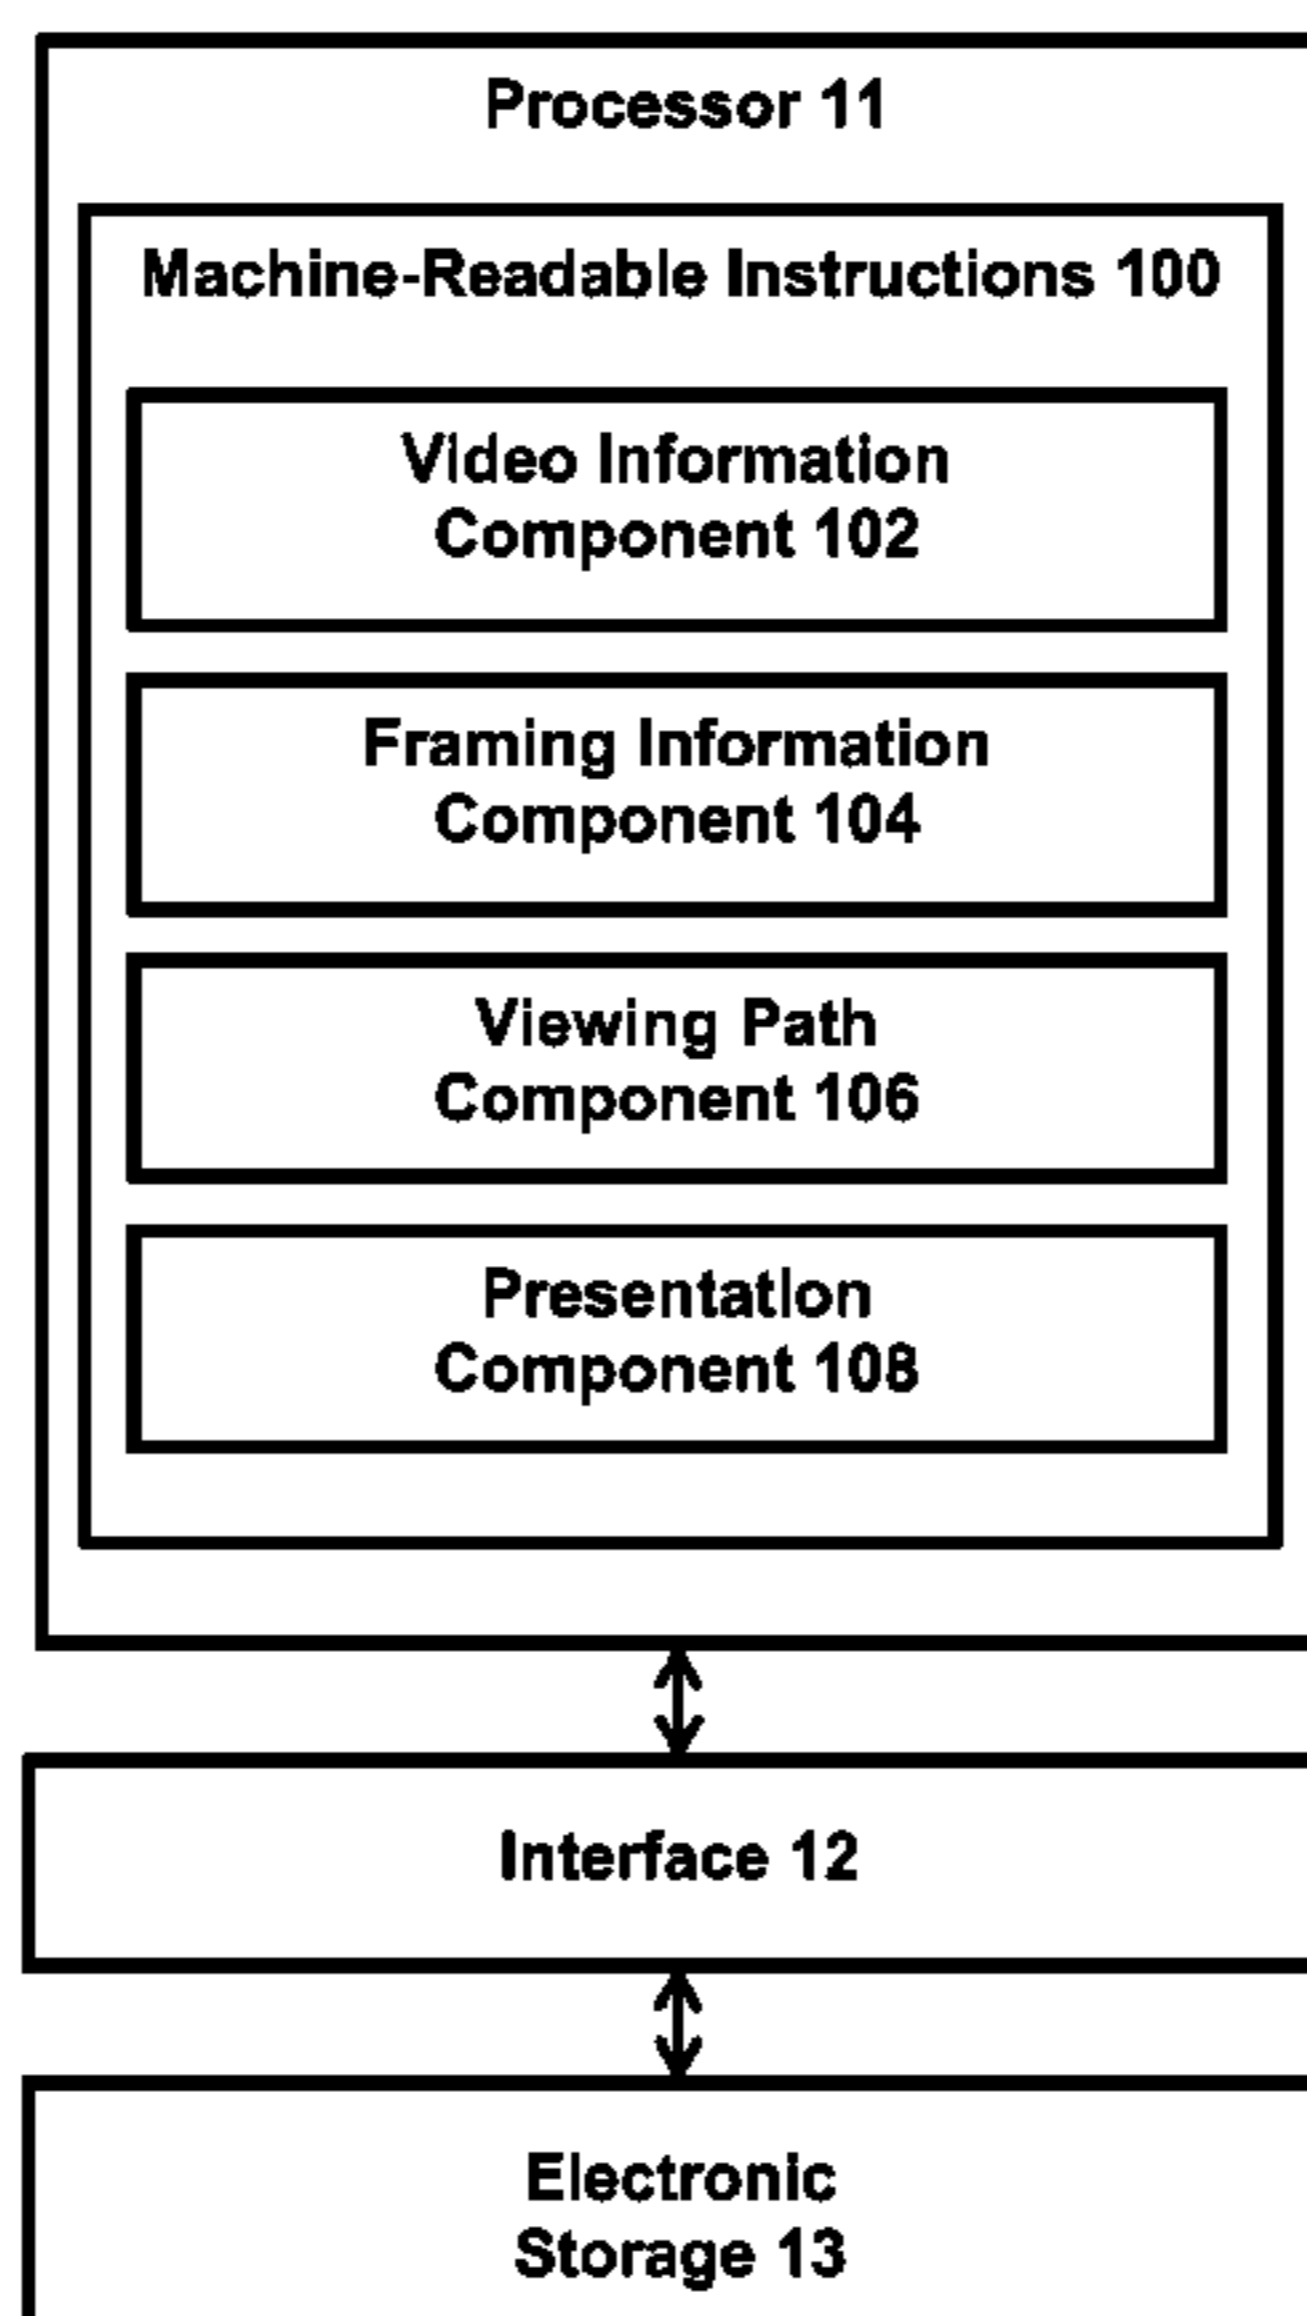 Processor 11
Machine-Readable Instructions 100
Video Information
Component 102
Framing Information
Component 104
Viewing Path
Component 106
Presentation
Component 108
Interface 12
Electronic
Storage 13